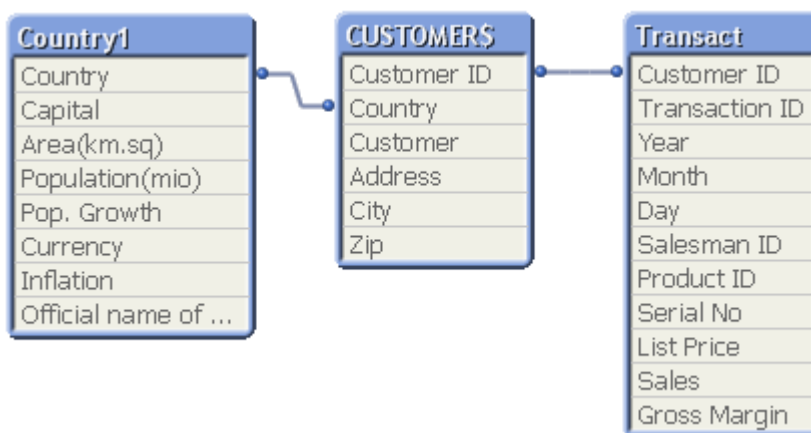 Country1
Country
Capital
Area(km.sq)
Population(mio)
Pop. Growth
Currency
Inflation
Official name of ...
CUSTOMER$
Customer ID
Country
Customer
Address
City
Zip
Transact
Customer ID
Transaction ID
Year
Month
Day
Salesman ID
Product ID
Serial No
List Price
Sales
Gross Margin